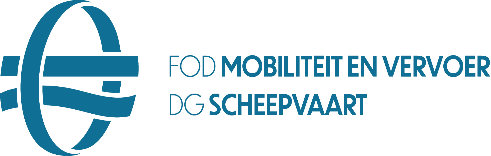 FOD MOBILITEIT EN VERVOER
DG SCHEEPVAART